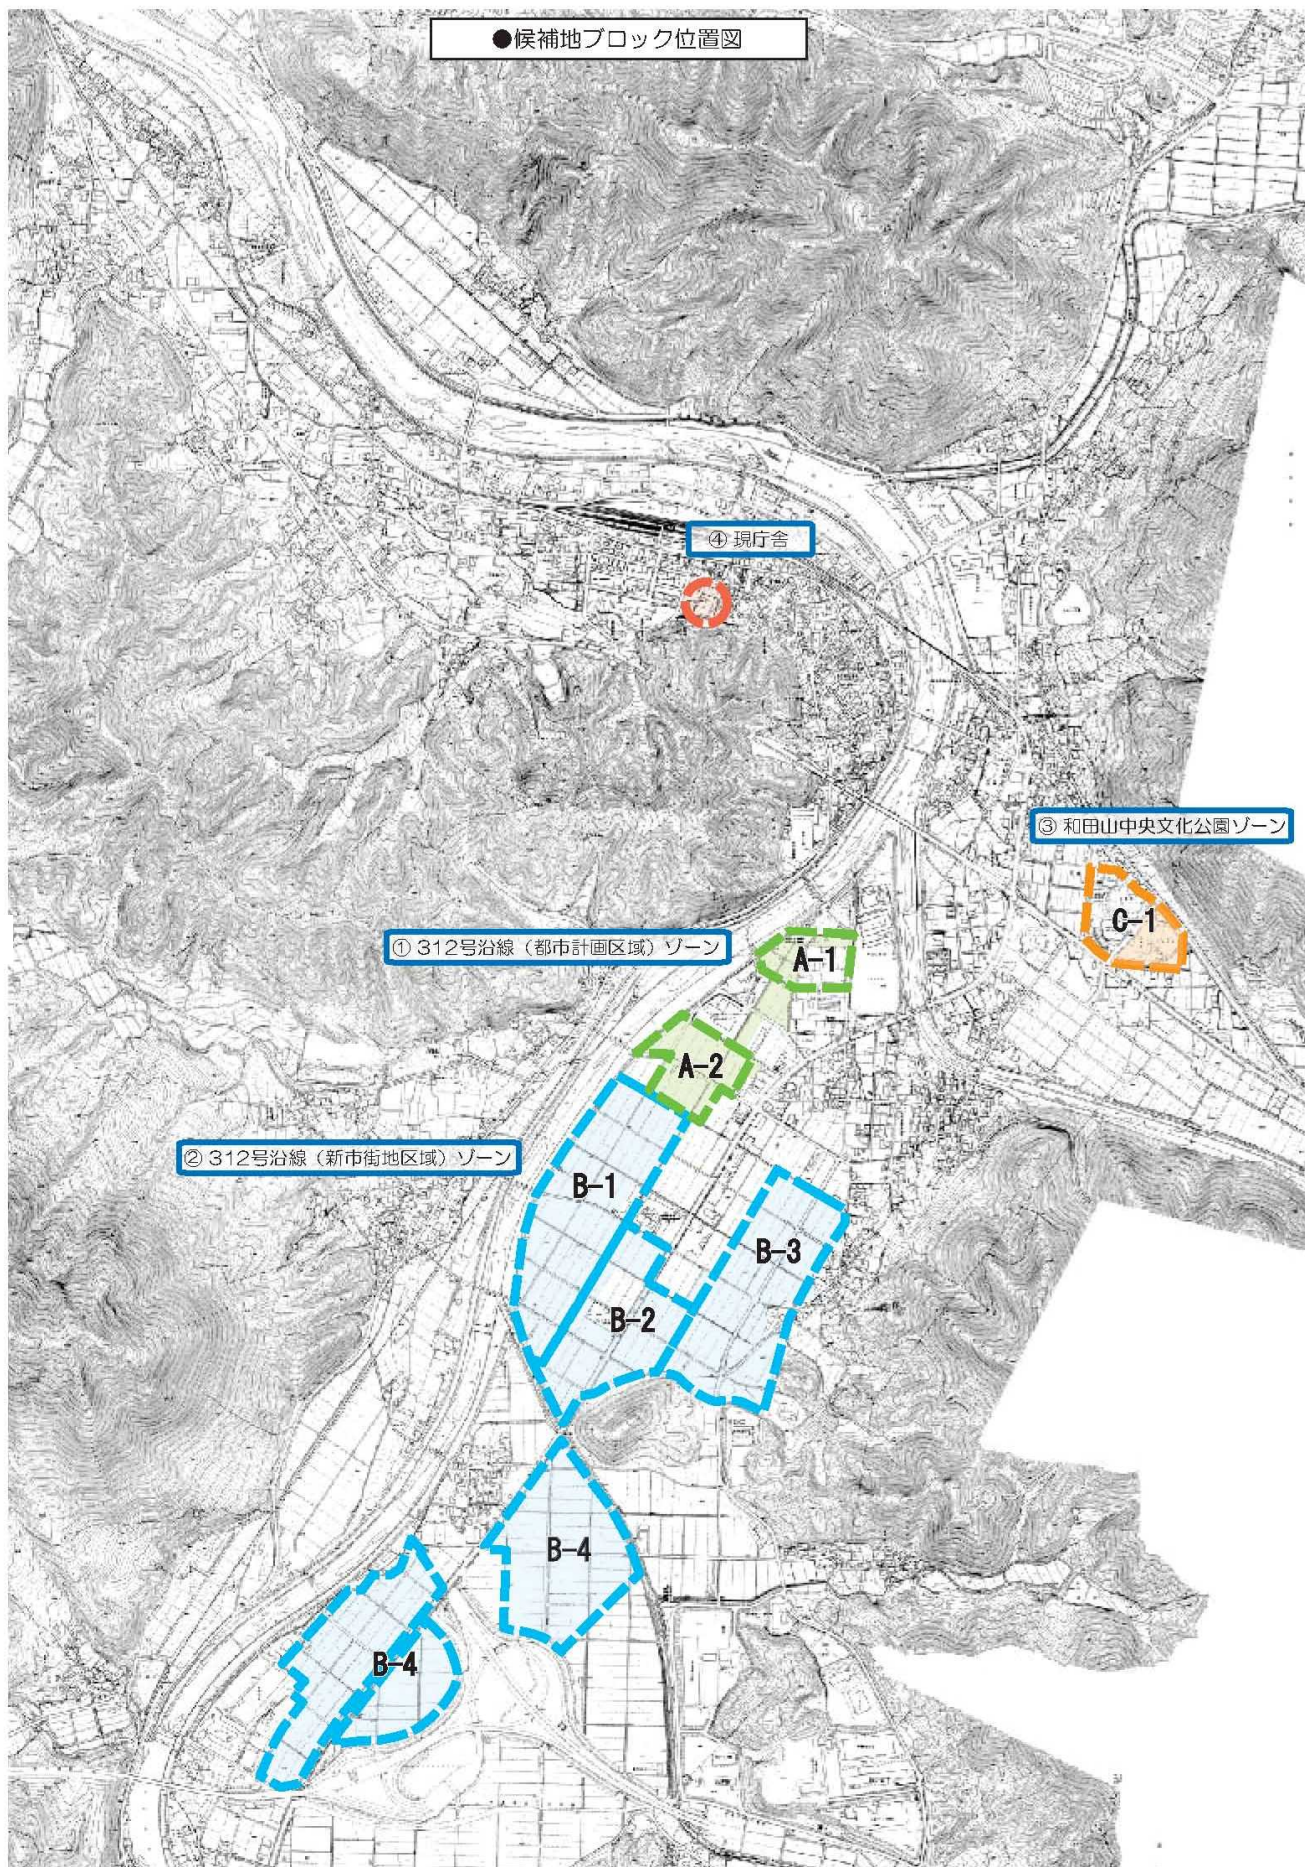 ●候補地ブロック位置図
④ 現庁舎
③ 和田山中央文化公園ゾーン
C-1
① 312号沿線（都市計画区域）ゾーン
A-1
A-2
② 312号沿線（新市街地区域）ゾーン
B-1
B-3
B-2
B-4
B-4